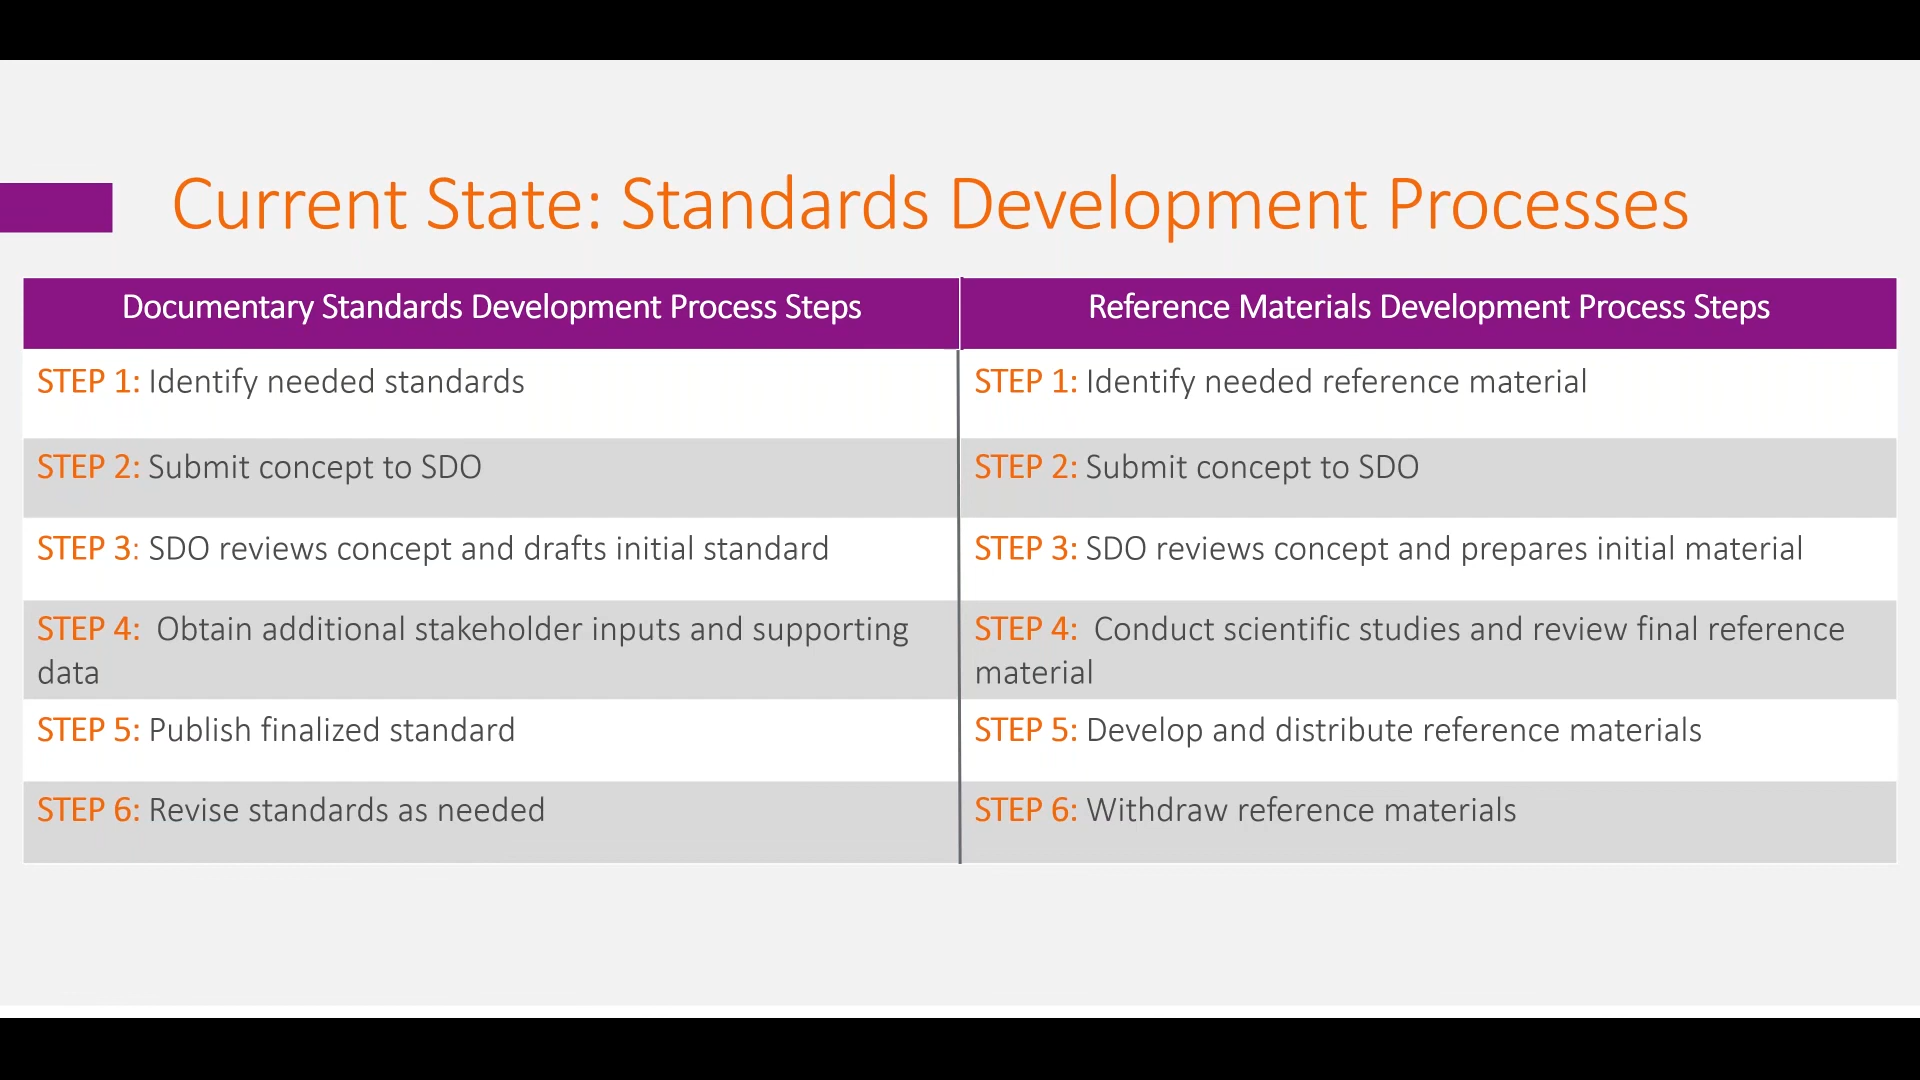 Current State: Standards Development Processes
Documentary Standards Development Process Steps
Reference Materials Development Process Steps
STEP 1: Identify needed standards
STEP 1: Identify needed reference material
STEP 2: Submit concept to SDO
STEP 2: Submit concept to SDO
STEP 3: SDO reviews concept and drafts initial standard
STEP 3: SDO reviews concept and prepares initial material
STEP 4: Obtain additional stakeholder inputs and supporting
data
STEP 4: Conduct scientific studies and review final reference
material
STEP 5: Publish finalized standard
STEP 5: Develop and distribute reference materials
STEP 6: Revise standards as needed
STEP 6: Withdraw reference materials